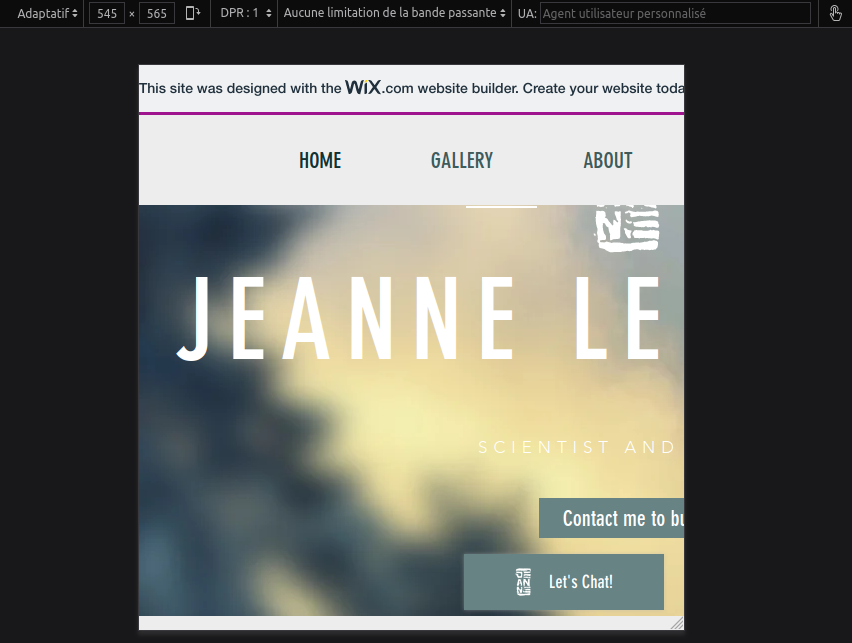 Adaptatif 545 × 565 DPR : 1 Aucune limitation de la bande passante UA: Agent utilisateur personnalisé
This site was designed with the WiX.com website builder. Create your website toda
HOME GALLERY ABOUT
JEANNE LE
SCIENTIST AND
Contact me to bu
Let's Chat!